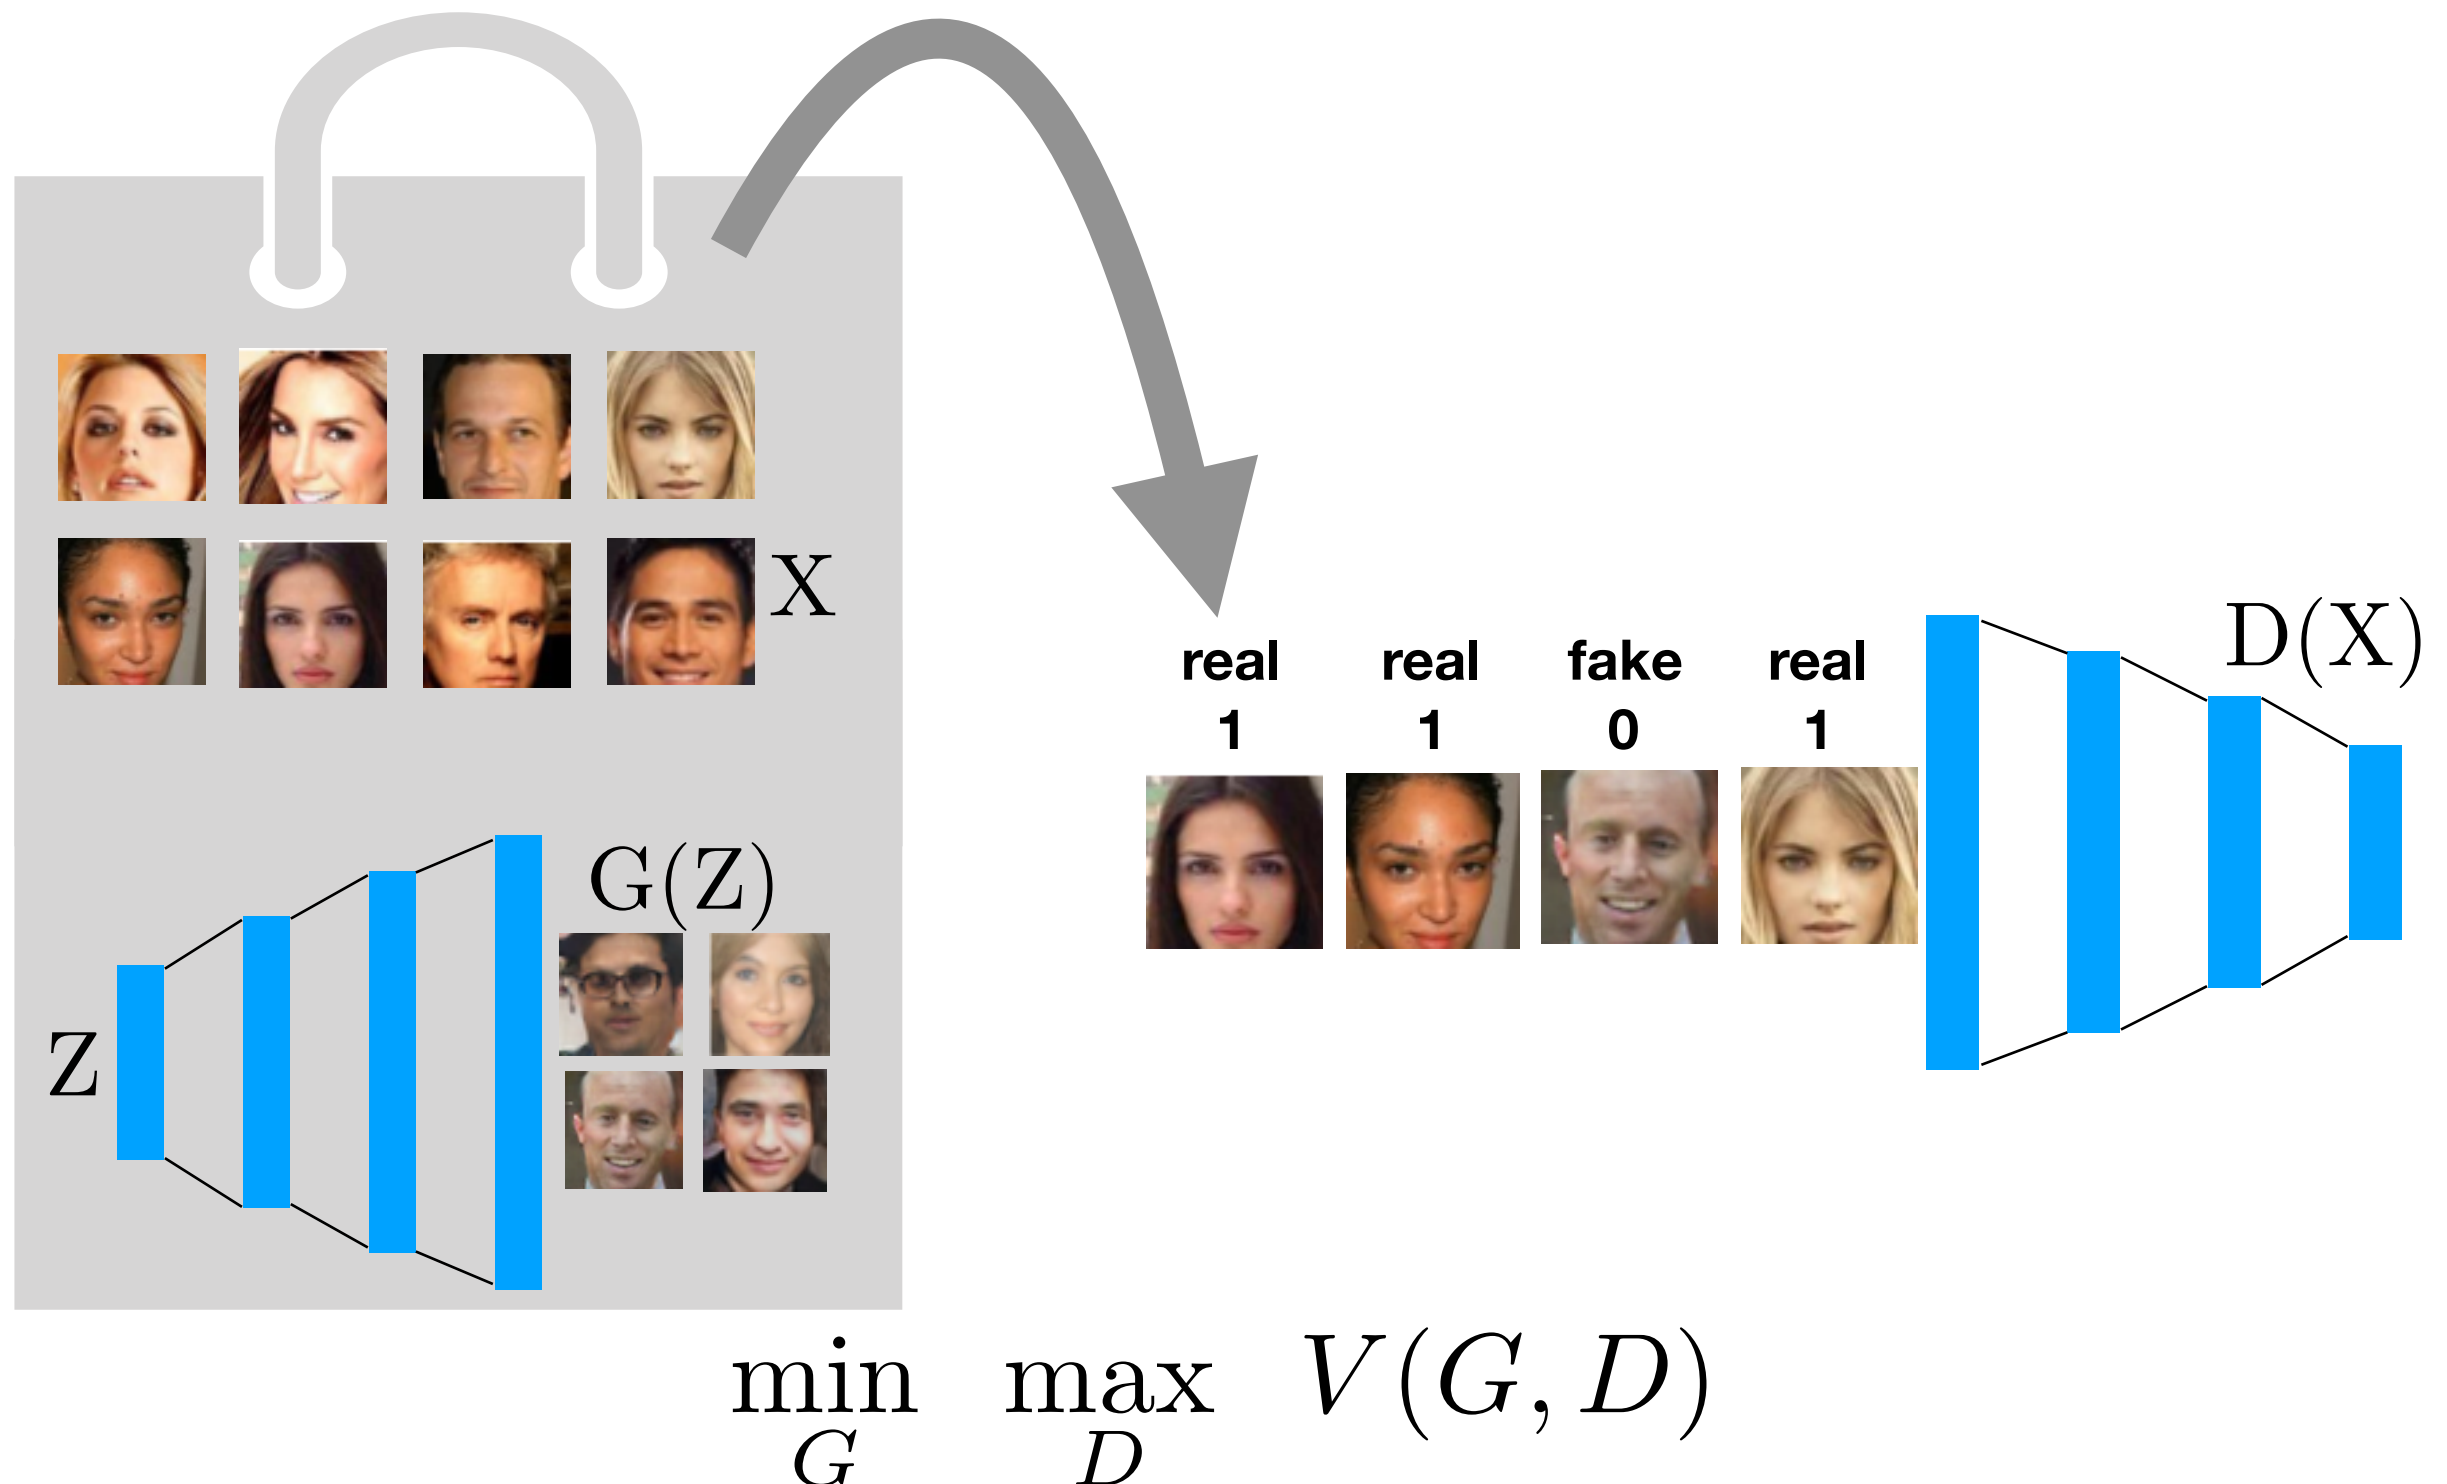 X
G(Z)
Z
real real fake real
1 1 0 1
D(X)
min max V(G, D)
G D